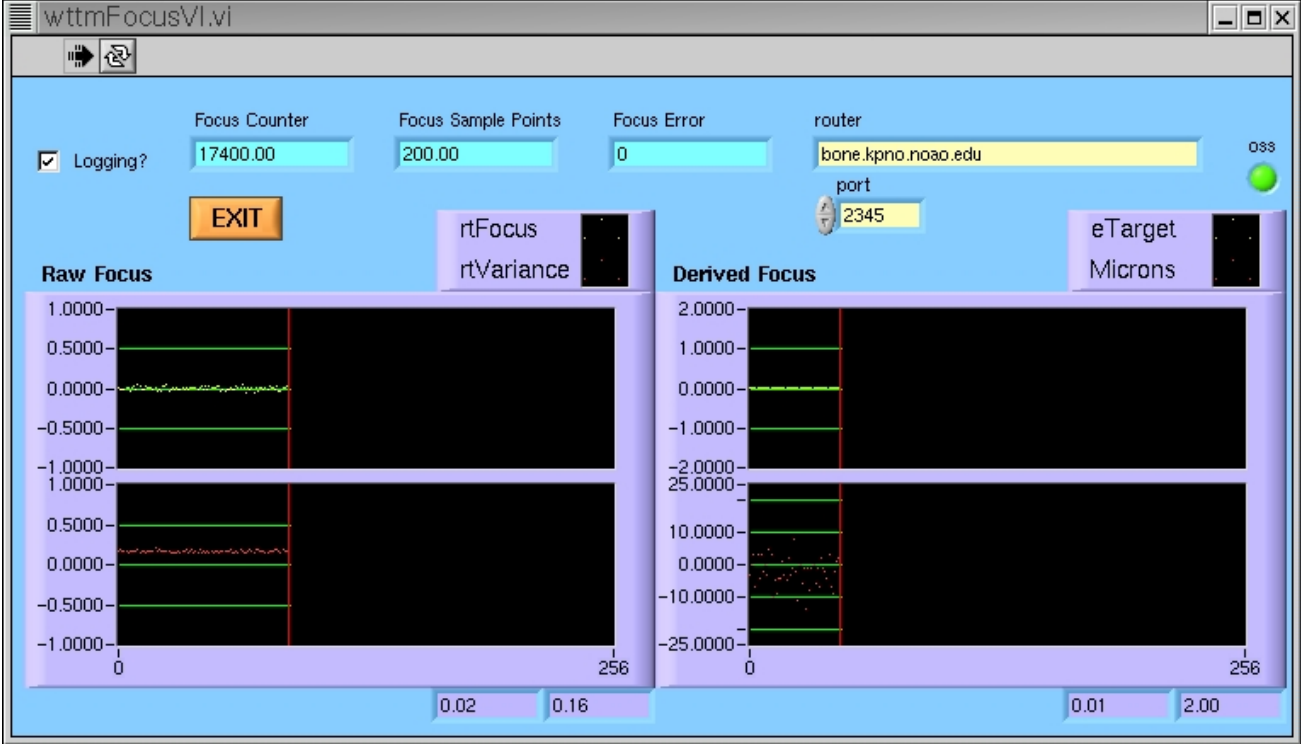 wttmFocusVI.vi
Focus Counter Focus Sample Points Focus Error router
oss
Logging? 17400.00 200.00 0 bone.kpno.noao.edu
port
EXIT 2345
rtFocus eTarget
rtVariance Microns
Raw Focus Derived Focus
1.0000 2.0000
0.5000 1.0000
0.0000 0.0000
-0.5000 -1.0000
-1.0000 -2.0000
1.0000 25.0000
0.5000 10.0000
0.0000 0.0000
-0.5000 -10.0000
-1.0000 -25.0000
0 256 0 256
0.02 0.16 0.01 2.00